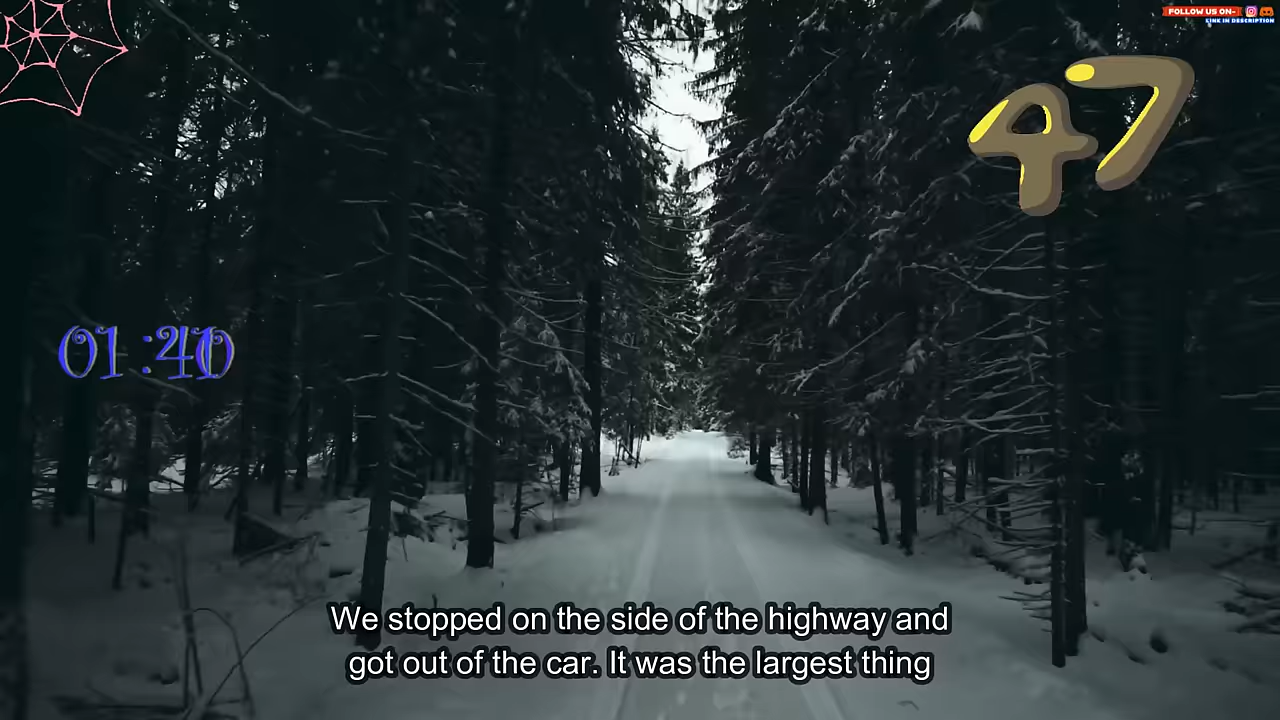 FOLLOW US ON-
LINK IN DESCRIPTION
47
01:40
We stopped on the side of the highway and
got out of the car. It was the largest thing